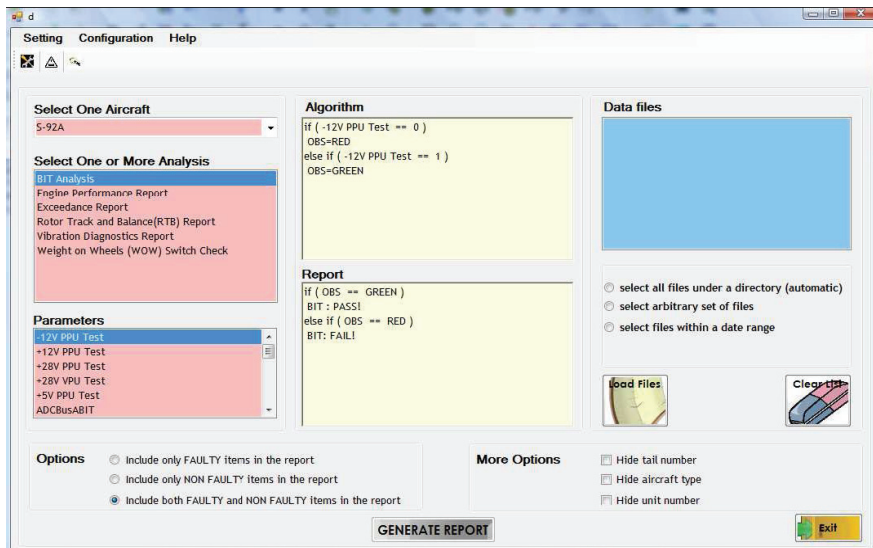 d
Setting Configuration Help
Select One Aircraft
S-92A
Select One or More Analysis
BIT Analysis
Engine Performance Report
Exceedance Report
Rotor Track and Balance(RTB) Report
Vibration Diagnostics Report
Weight on Wheels (WOW) Switch Check
Parameters
-12V PPU Test
+12V PPU Test
+28V PPU Test
+28V VPU Test
+5V PPU Test
ADCBusABIT
Algorithm
if ( -12V PPU Test == 0 )
OBS=RED
else if ( -12V PPU Test == 1 )
OBS=GREEN
Report
if ( OBS == GREEN )
BIT : PASS!
else if ( OBS == RED )
BIT: FAIL!
Data files
select all files under a directory (automatic)
select arbitrary set of files
select files within a date range
Load Files
Clear List
Options
Include only FAULTY items in the report
Include only NON FAULTY items in the report
Include both FAULTY and NON FAULTY items in the report
More Options
Hide tail number
Hide aircraft type
Hide unit number
GENERATE REPORT
Exit